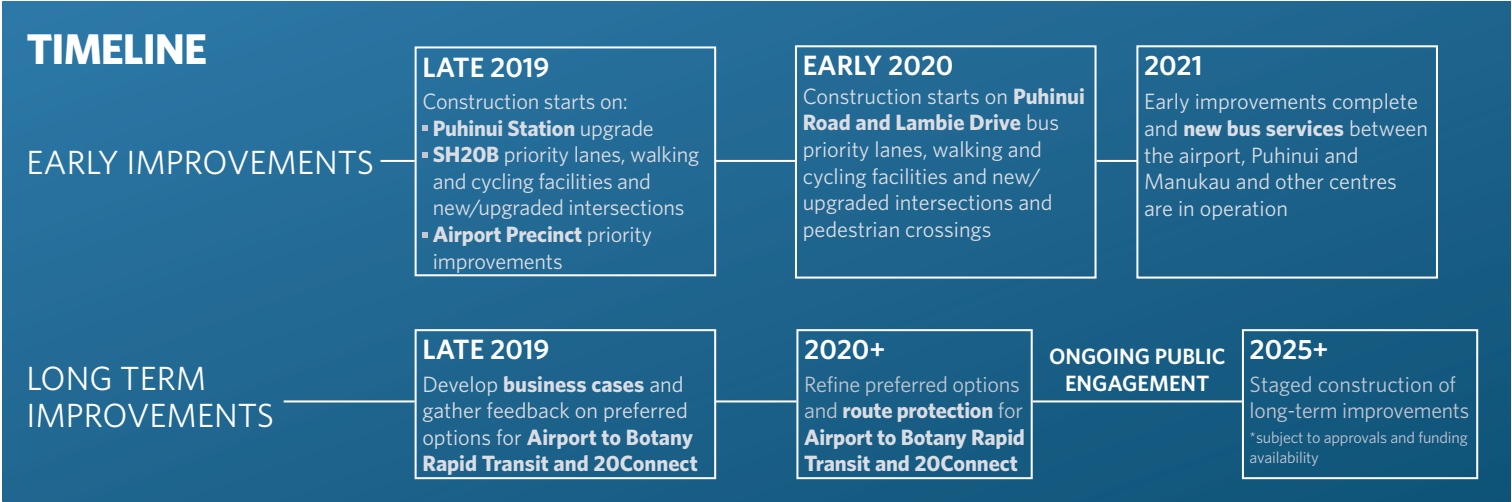 TIMELINE
EARLY IMPROVEMENTS
LATE 2019
Construction starts on:
▪ Puhinui Station upgrade
▪ SH20B priority lanes, walking
and cycling facilities and
new/upgraded intersections
▪ Airport Precinct priority
improvements
EARLY 2020
Construction starts on Puhinui
Road and Lambie Drive bus
priority lanes, walking and
cycling facilities and new/
upgraded intersections and
pedestrian crossings
2021
Early improvements complete
and new bus services between
the airport, Puhinui and
Manukau and other centres
are in operation
LONG TERM
IMPROVEMENTS
LATE 2019
Develop business cases and
gather feedback on preferred
options for Airport to Botany
Rapid Transit and 20Connect
2020+
Refine preferred options
and route protection for
Airport to Botany Rapid
Transit and 20Connect
ONGOING PUBLIC
ENGAGEMENT
2025+
Staged construction of
long-term improvements
*subject to approvals and funding
availability